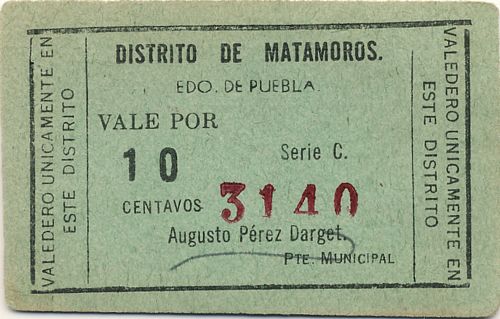 DISTRITO DE MATAMOROS.
EDO. DE PUEBLA.
VALE POR
10
Serie C.
CENTAVOS
3140
Augusto Pérez Darget.
PTE. MUNICIPAL
VALEDERO UNICAMENTE EN
ESTE DISTRITO
VALEDERO UNICAMENTE EN
ESTE DISTRITO